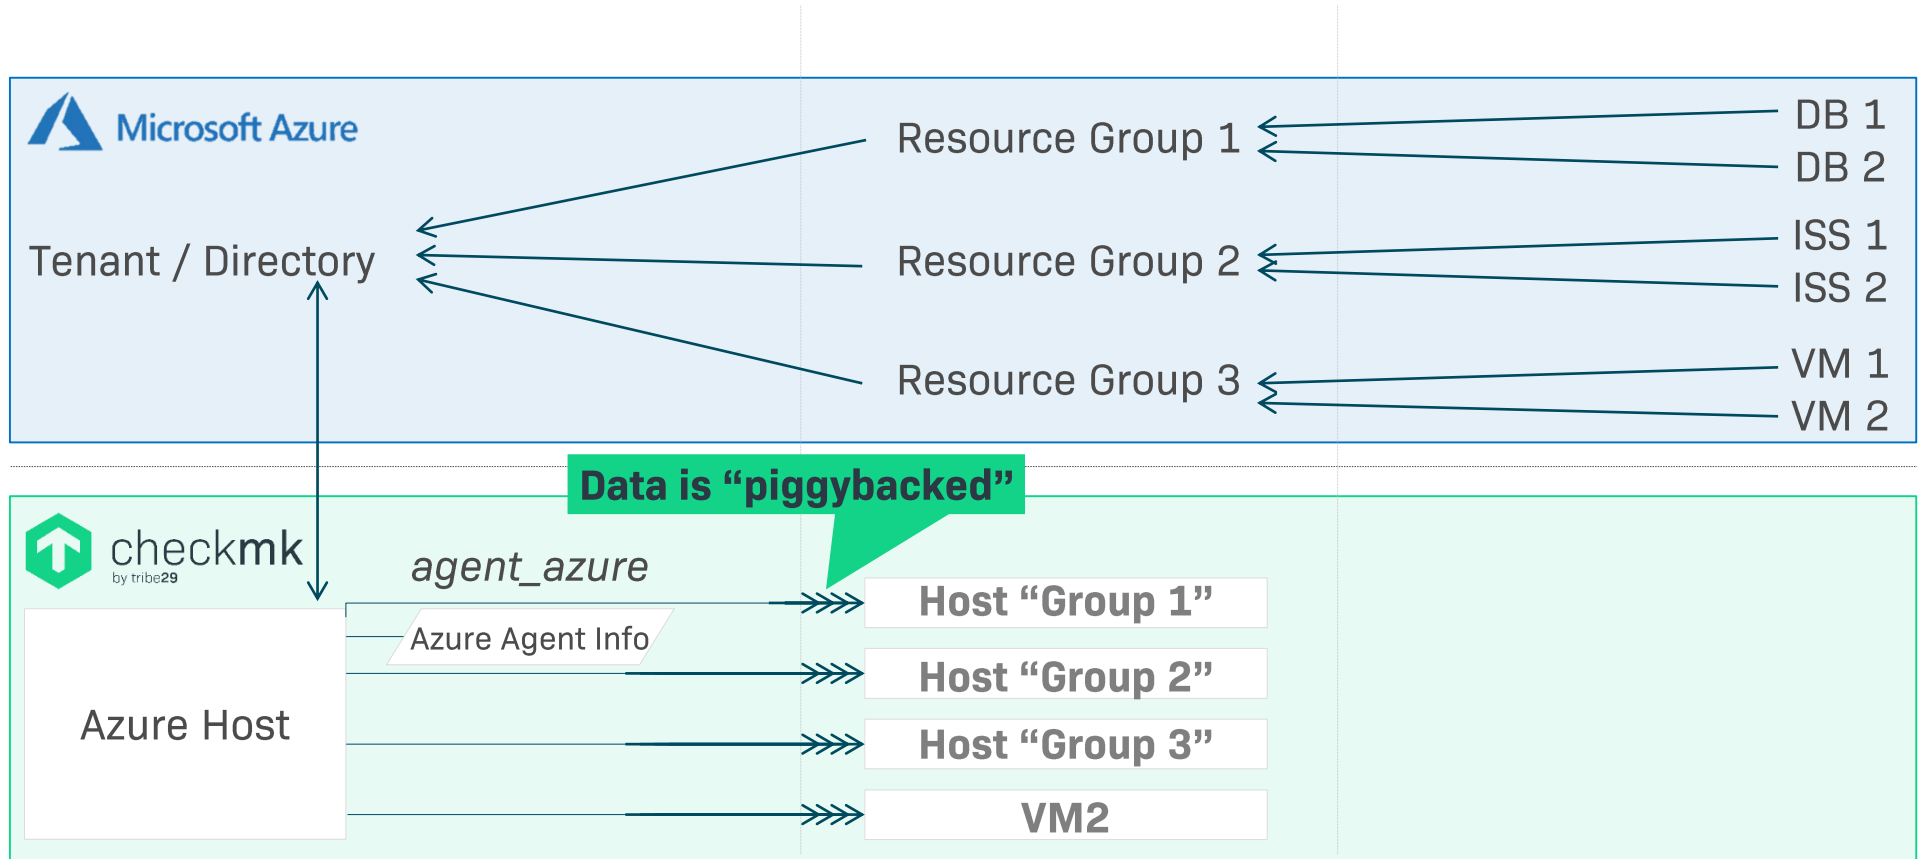 Microsoft Azure
Tenant / Directory
Resource Group 1
Resource Group 2
Resource Group 3
DB 1
DB 2
ISS 1
ISS 2
VM 1
VM 2
Data is “piggybacked”
checkmk
by tribe29
agent_azure
Azure Agent Info
Azure Host
Host “Group 1”
Host “Group 2”
Host “Group 3”
VM2